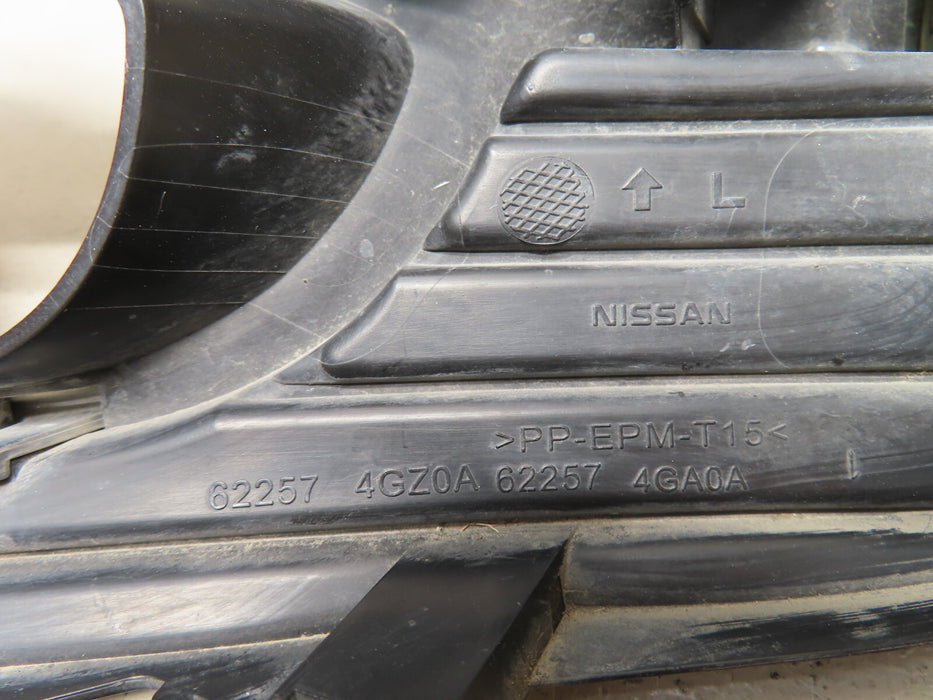 ↑ L
NISSAN
>PP-EPM-T15<
62257 4GZ0A 62257 4GA0A